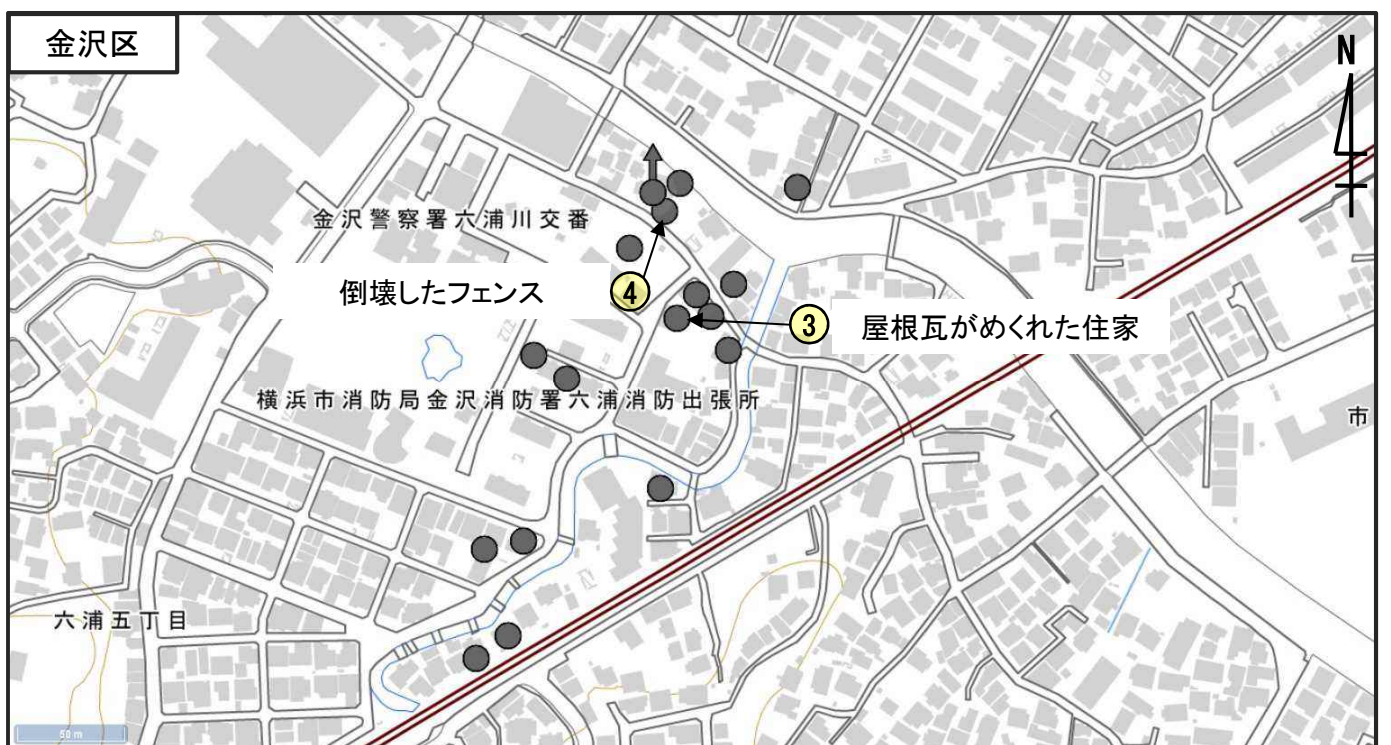 金沢区
N
金沢警察署六浦川交番
倒壊したフェンス
④
③
屋根瓦がめくれた住家
横浜市消防局金沢消防署六浦消防出張所
市
六浦五丁目
50 m